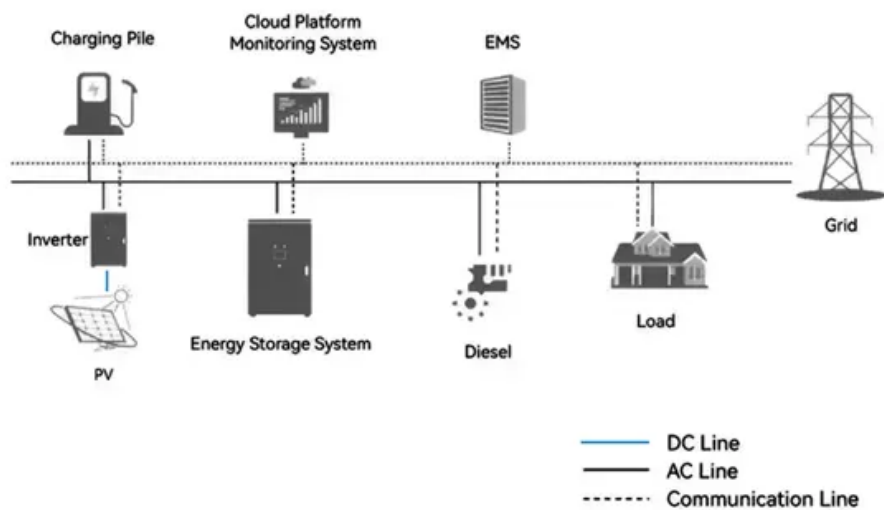 Charging Pile
Cloud Platform
Monitoring System
EMS
Grid
Inverter
Energy Storage System
Diesel
Load
PV
DC Line
AC Line
Communication Line